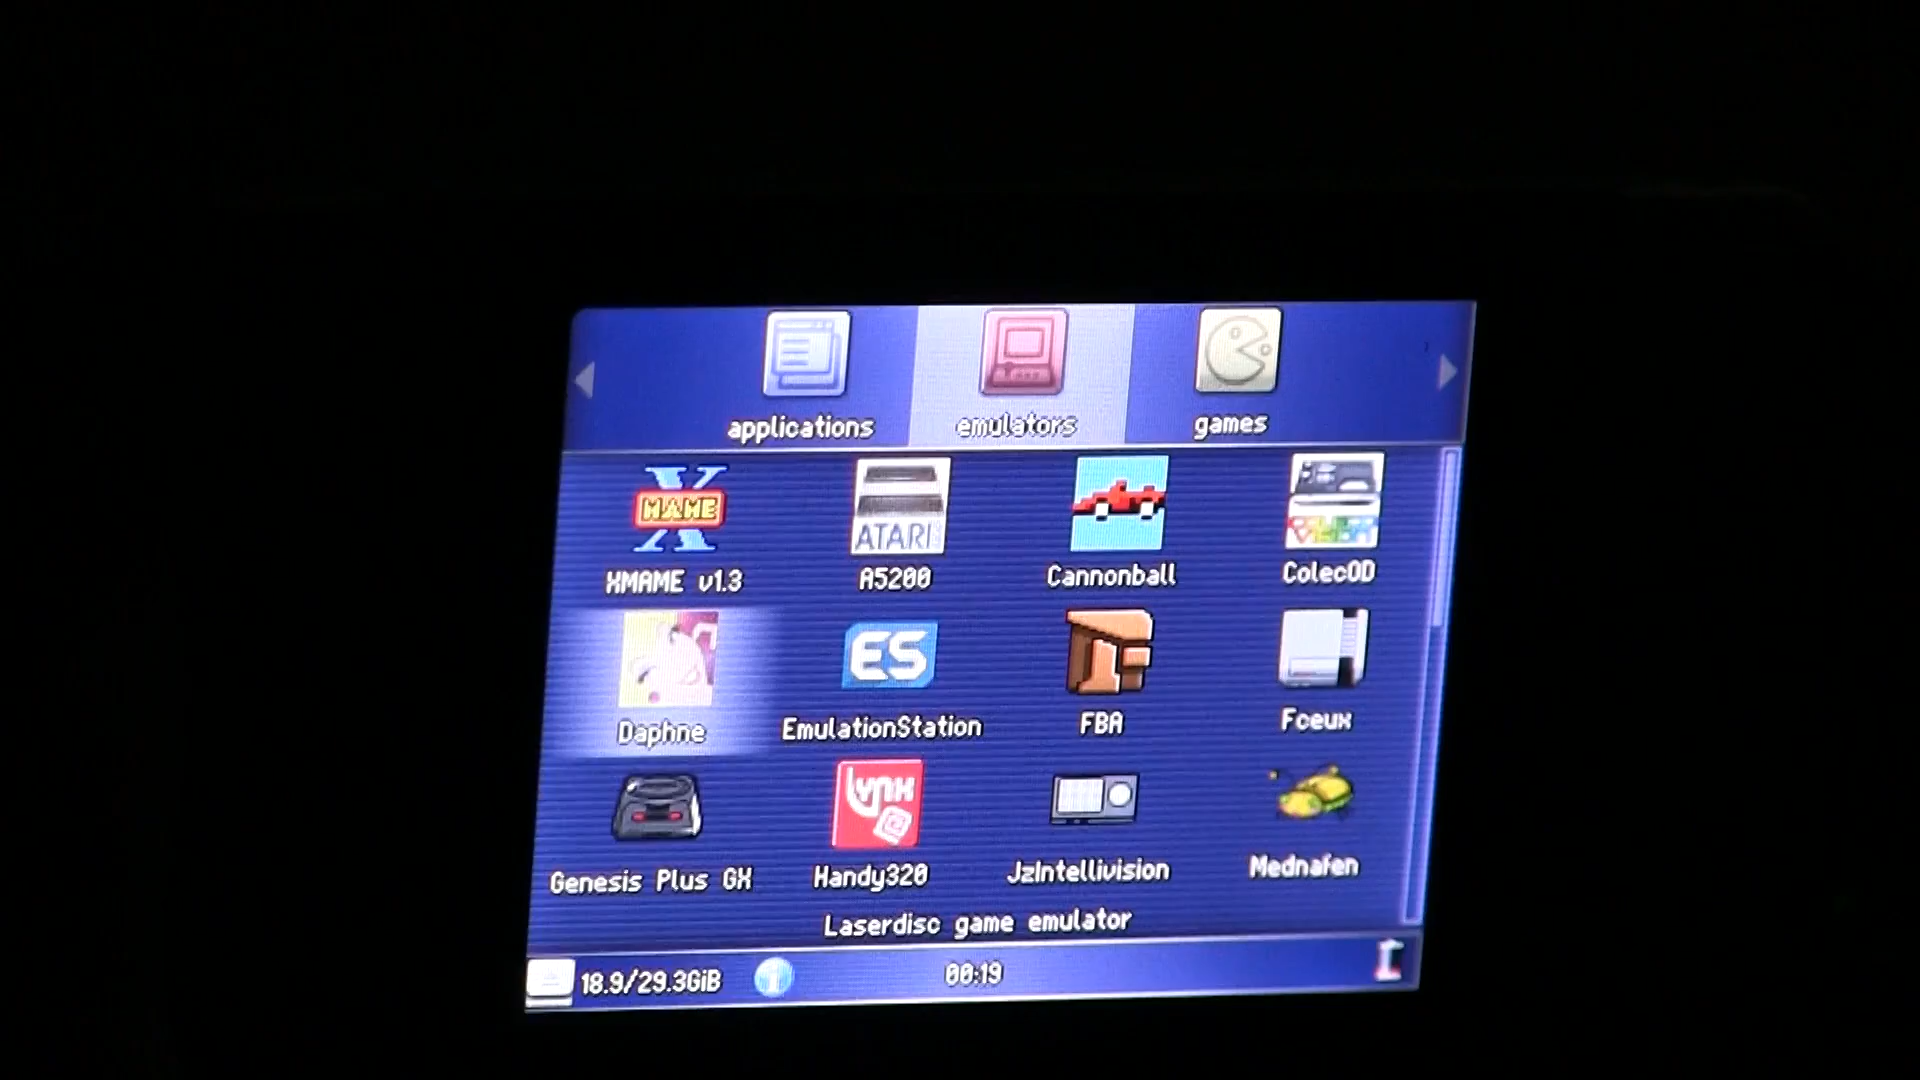 applications emulators games
MAME ATARI
XMAME v1.3 A5200 Cannonball ColecOD
ES
Daphne EmulationStation FBA Fceux
LYNX
Genesis Plus GX Handy320 JzIntellivision Mednafen
Laserdisc game emulator
18.9/29.3GiB 00:19